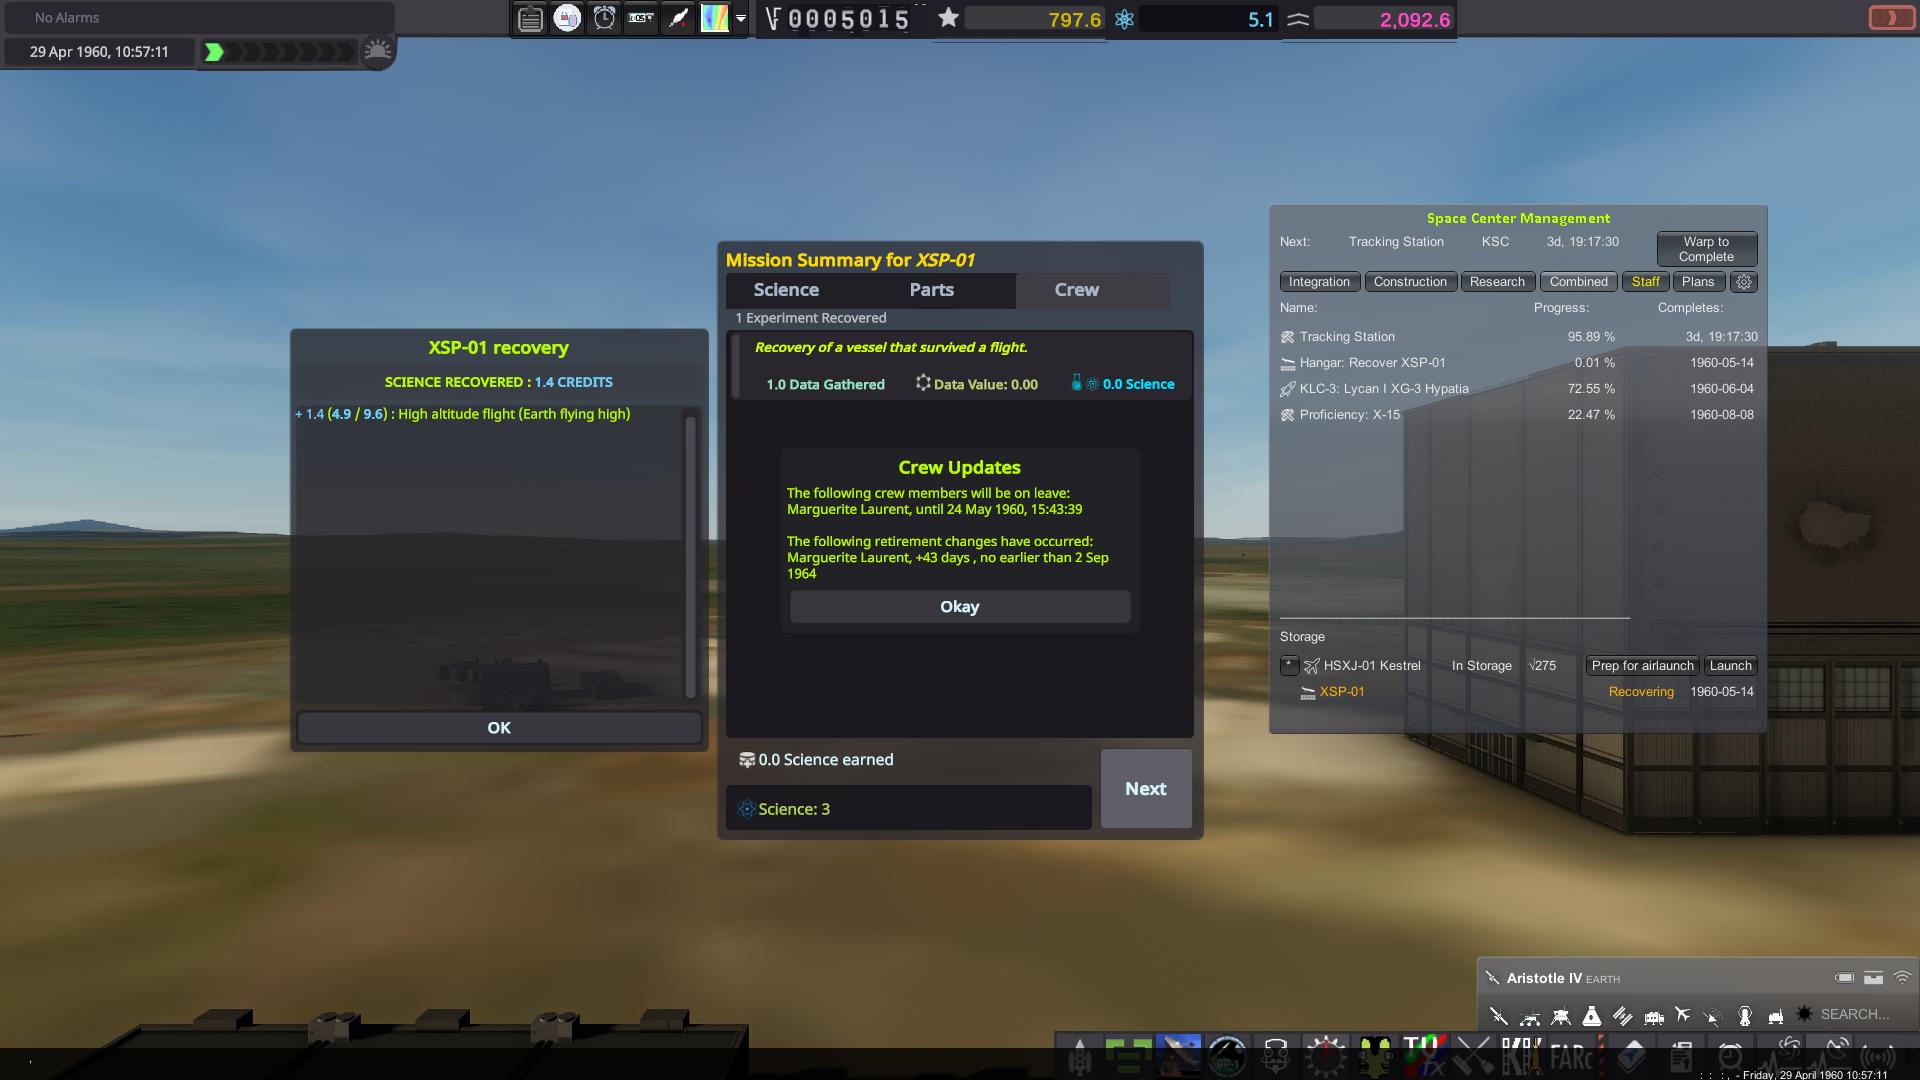 No Alarms
29 Apr 1960, 10:57:11
COST
√F 0005015
797.6
5.1
2,092.6
XSP-01 recovery
SCIENCE RECOVERED : 1.4 CREDITS
+ 1.4 (4.9 / 9.6) : High altitude flight (Earth flying high)
OK
Mission Summary for XSP-01
Science Parts Crew
1 Experiment Recovered
Recovery of a vessel that survived a flight.
1.0 Data Gathered Data Value: 0.00 0.0 Science
Crew Updates
The following crew members will be on leave:
Marguerite Laurent, until 24 May 1960, 15:43:39
The following retirement changes have occurred:
Marguerite Laurent, +43 days , no earlier than 2 Sep
1964
Okay
0.0 Science earned
Science: 3
Next
Space Center Management
Next: Tracking Station KSC 3d, 19:17:30 Warp to
Complete
Integration Construction Research Combined Staff Plans
Name: Progress: Completes:
Tracking Station 95.89 % 3d, 19:17:30
Hangar: Recover XSP-01 0.01 % 1960-05-14
KLC-3: Lycan I XG-3 Hypatia 72.55 % 1960-06-04
Proficiency: X-15 22.47 % 1960-08-08
Storage
* HSXJ-01 Kestrel In Storage √275 Prep for airlaunch Launch
XSP-01 Recovering 1960-05-14
Aristotle IV EARTH
SEARCH...
FARc
: : : , - Friday, 29 April 1960 10:57:11